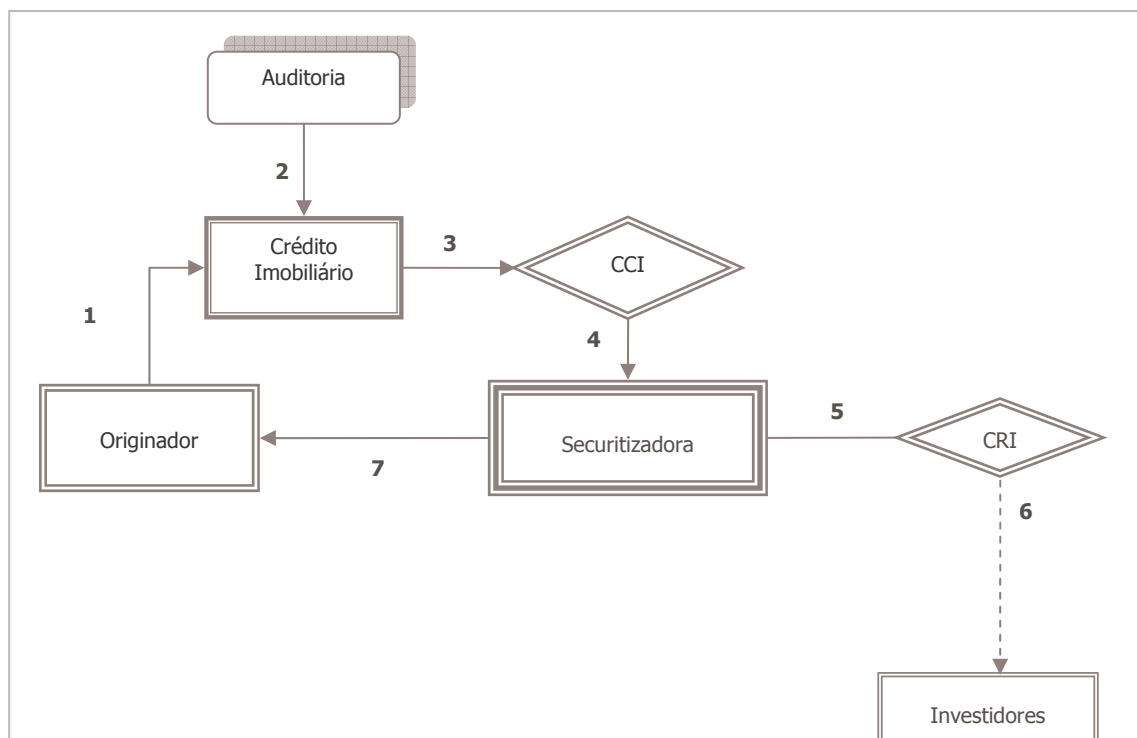 Auditoria
2
Crédito
Imobiliário
3
CCI
1
4
Originador
7
Securitizadora
5
CRI
6
Investidores